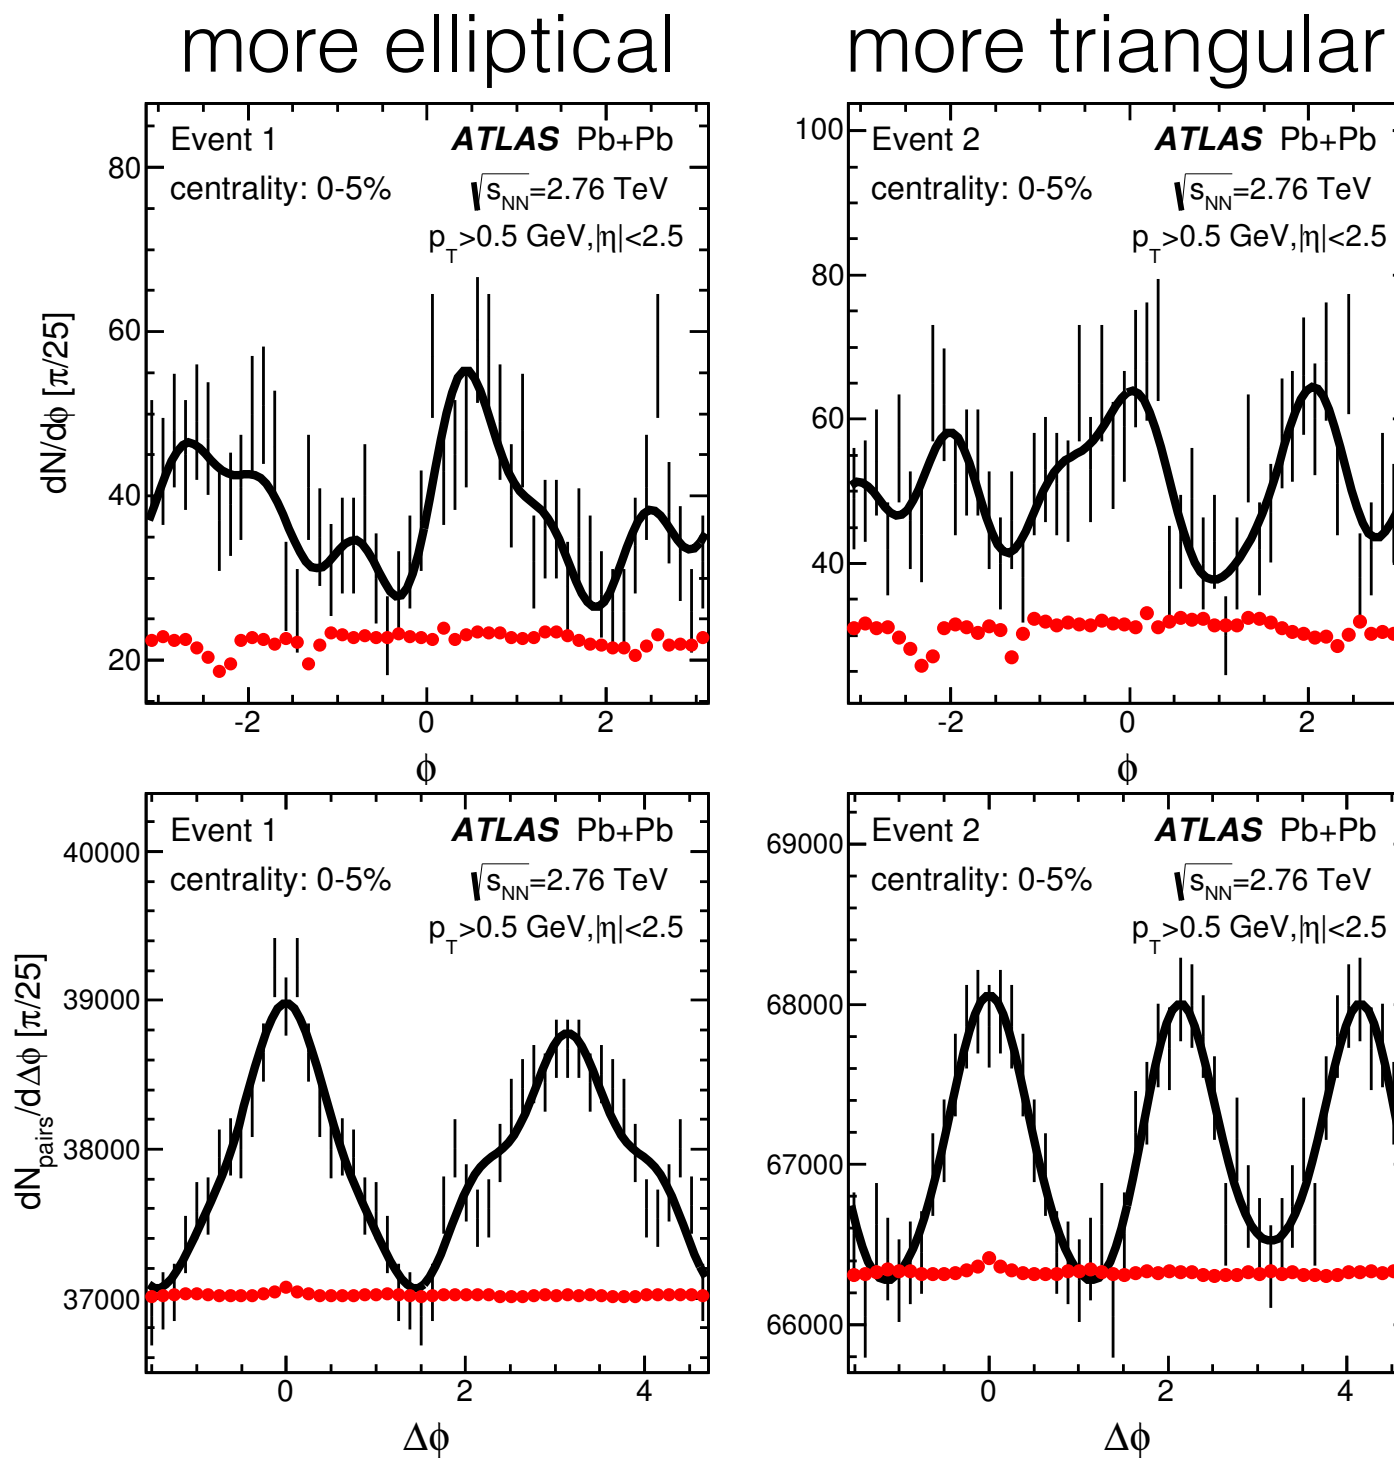 more elliptical
more triangular
Event 1 ATLAS Pb+Pb
centrality: 0-5% √sNN=2.76 TeV
pT>0.5 GeV,|η|<2.5
80
60
40
20
dN/dϕ [π/25]
-2 0 2
ϕ
Event 2 ATLAS Pb+Pb
centrality: 0-5% √sNN=2.76 TeV
pT>0.5 GeV,|η|<2.5
100
80
60
40
-2 0 2
ϕ
Event 1 ATLAS Pb+Pb
centrality: 0-5% √sNN=2.76 TeV
pT>0.5 GeV,|η|<2.5
40000
39000
38000
37000
dNpairs/dΔϕ [π/25]
0 2 4
Δϕ
Event 2 ATLAS Pb+Pb
centrality: 0-5% √sNN=2.76 TeV
pT>0.5 GeV,|η|<2.5
69000
68000
67000
66000
0 2 4
Δϕ